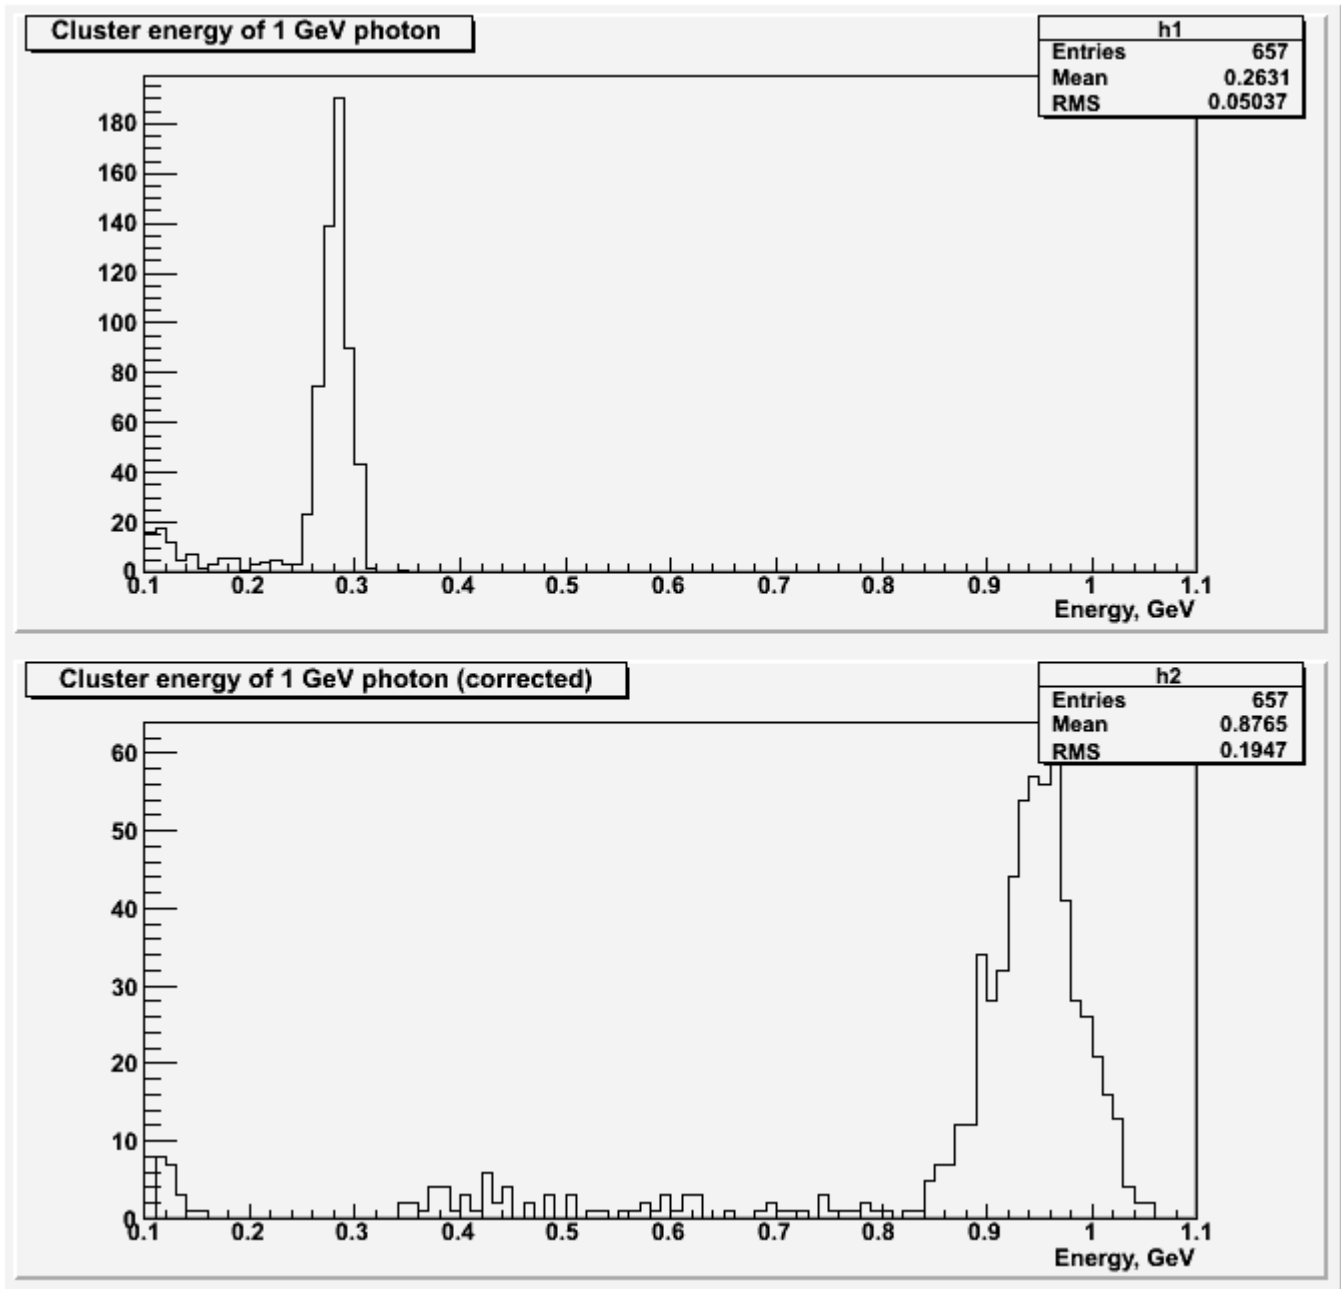 Cluster energy of 1 GeV photon
h1
Entries 657
Mean 0.2631
RMS 0.05037
180
160
140
120
100
80
60
40
20
0
0.1 0.2 0.3 0.4 0.5 0.6 0.7 0.8 0.9 1 1.1
Energy, GeV
Cluster energy of 1 GeV photon (corrected)
h2
Entries 657
Mean 0.8765
RMS 0.1947
60
50
40
30
20
10
0
0.1 0.2 0.3 0.4 0.5 0.6 0.7 0.8 0.9 1 1.1
Energy, GeV